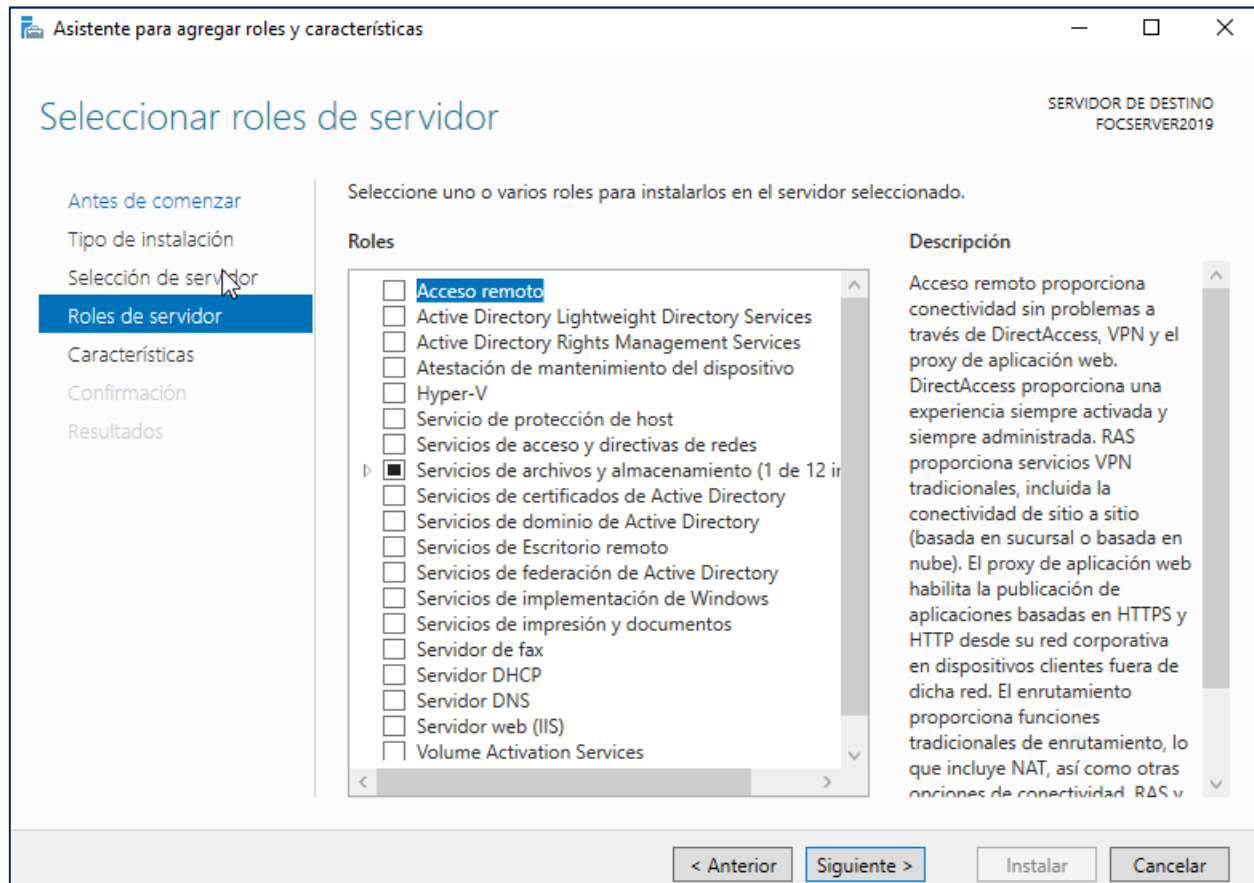 Asistente para agregar roles y características
Seleccionar roles de servidor
SERVIDOR DE DESTINO
FOCSERVER2019
Antes de comenzar
Tipo de instalación
Selección de servidor
Roles de servidor
Características
Confirmación
Resultados
Seleccione uno o varios roles para instalarlos en el servidor seleccionado.
Roles
Acceso remoto
Active Directory Lightweight Directory Services
Active Directory Rights Management Services
Atestación de mantenimiento del dispositivo
Hyper-V
Servicio de protección de host
Servicios de acceso y directivas de redes
Servicios de archivos y almacenamiento (1 de 12 in
Servicios de certificados de Active Directory
Servicios de dominio de Active Directory
Servicios de Escritorio remoto
Servicios de federación de Active Directory
Servicios de implementación de Windows
Servicios de impresión y documentos
Servidor de fax
Servidor DHCP
Servidor DNS
Servidor web (IIS)
Volume Activation Services
Descripción
Acceso remoto proporciona
conectividad sin problemas a
través de DirectAccess, VPN y el
proxy de aplicación web.
DirectAccess proporciona una
experiencia siempre activada y
siempre administrada. RAS
proporciona servicios VPN
tradicionales, incluida la
conectividad de sitio a sitio
(basada en sucursal o basada en
nube). El proxy de aplicación web
habilita la publicación de
aplicaciones basadas en HTTPS y
HTTP desde su red corporativa
en dispositivos clientes fuera de
dicha red. El enrutamiento
proporciona funciones
tradicionales de enrutamiento, lo
que incluye NAT, así como otras
opciones de conectividad. RAS y
< Anterior
Siguiente >
Instalar
Cancelar